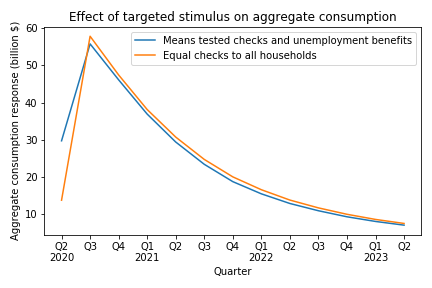 Effect of targeted stimulus on aggregate consumption
Aggregate consumption response (billion $)
60
50
40
30
20
10
Means tested checks and unemployment benefits
Equal checks to all households
Q2 Q3 Q4 Q1 Q2 Q3 Q4 Q1 Q2 Q3 Q4 Q1 Q2
2020 2021 2022 2023
Quarter